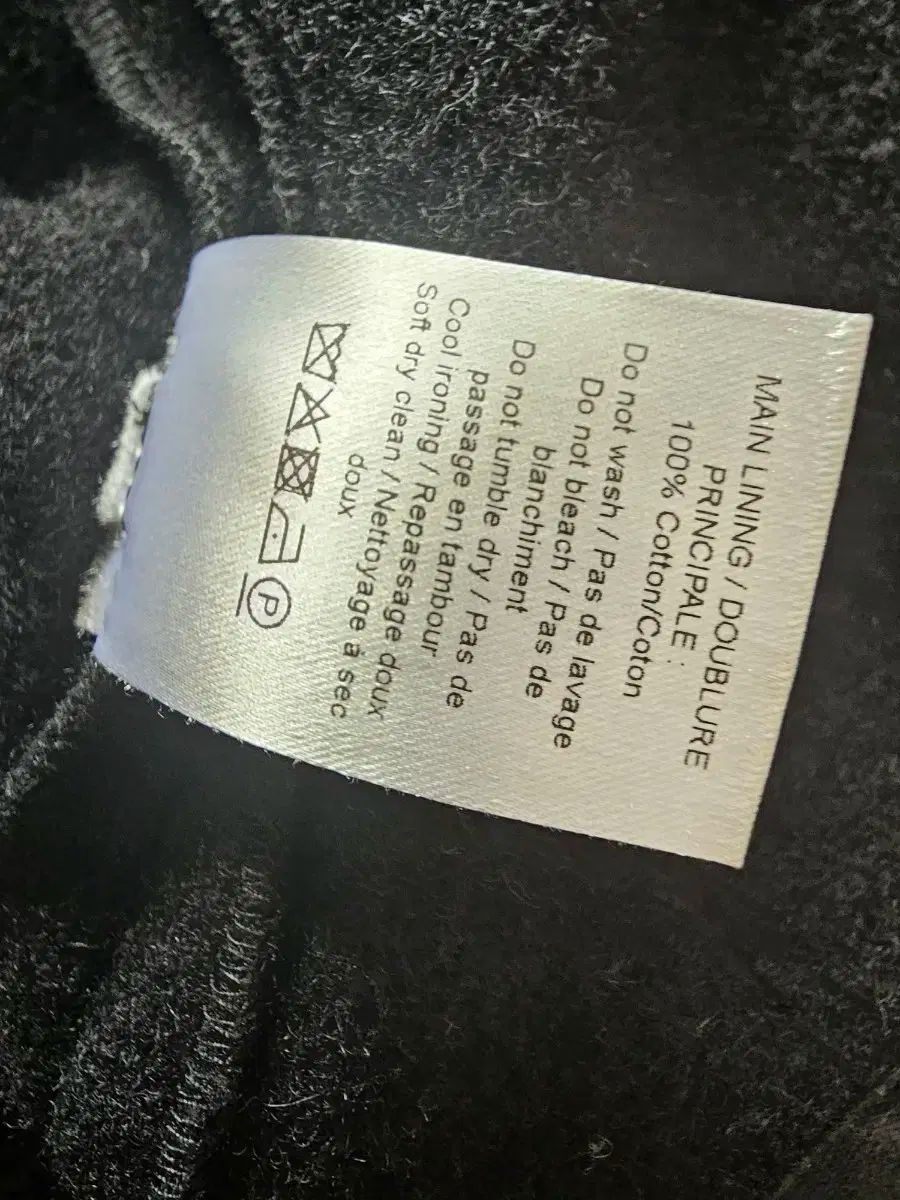 MAIN LINING / DOUBLURE
PRINCIPALE :
100% Cotton/Coton
Do not wash / Pas de lavage
Do not bleach / Pas de
blanchiment
Do not tumble dry / Pas de
passage en tambour
Cool ironing / Repassage doux
Soft dry clean / Nettoyage à sec
doux
P